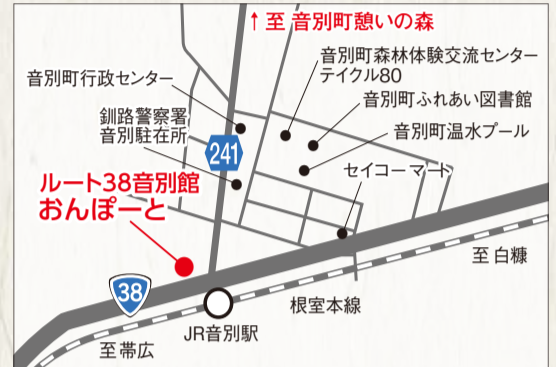 ↑至 音別町憩いの森
音別町森林体験交流センター
テイクル80
音別町行政センター
音別町ふれあい図書館
釧路警察署
音別駐在所
音別町温水プール
241
セイコーマート
ルート38音別館
おんぽーと
至 白糠
38
根室本線
JR音別駅
至 帯広